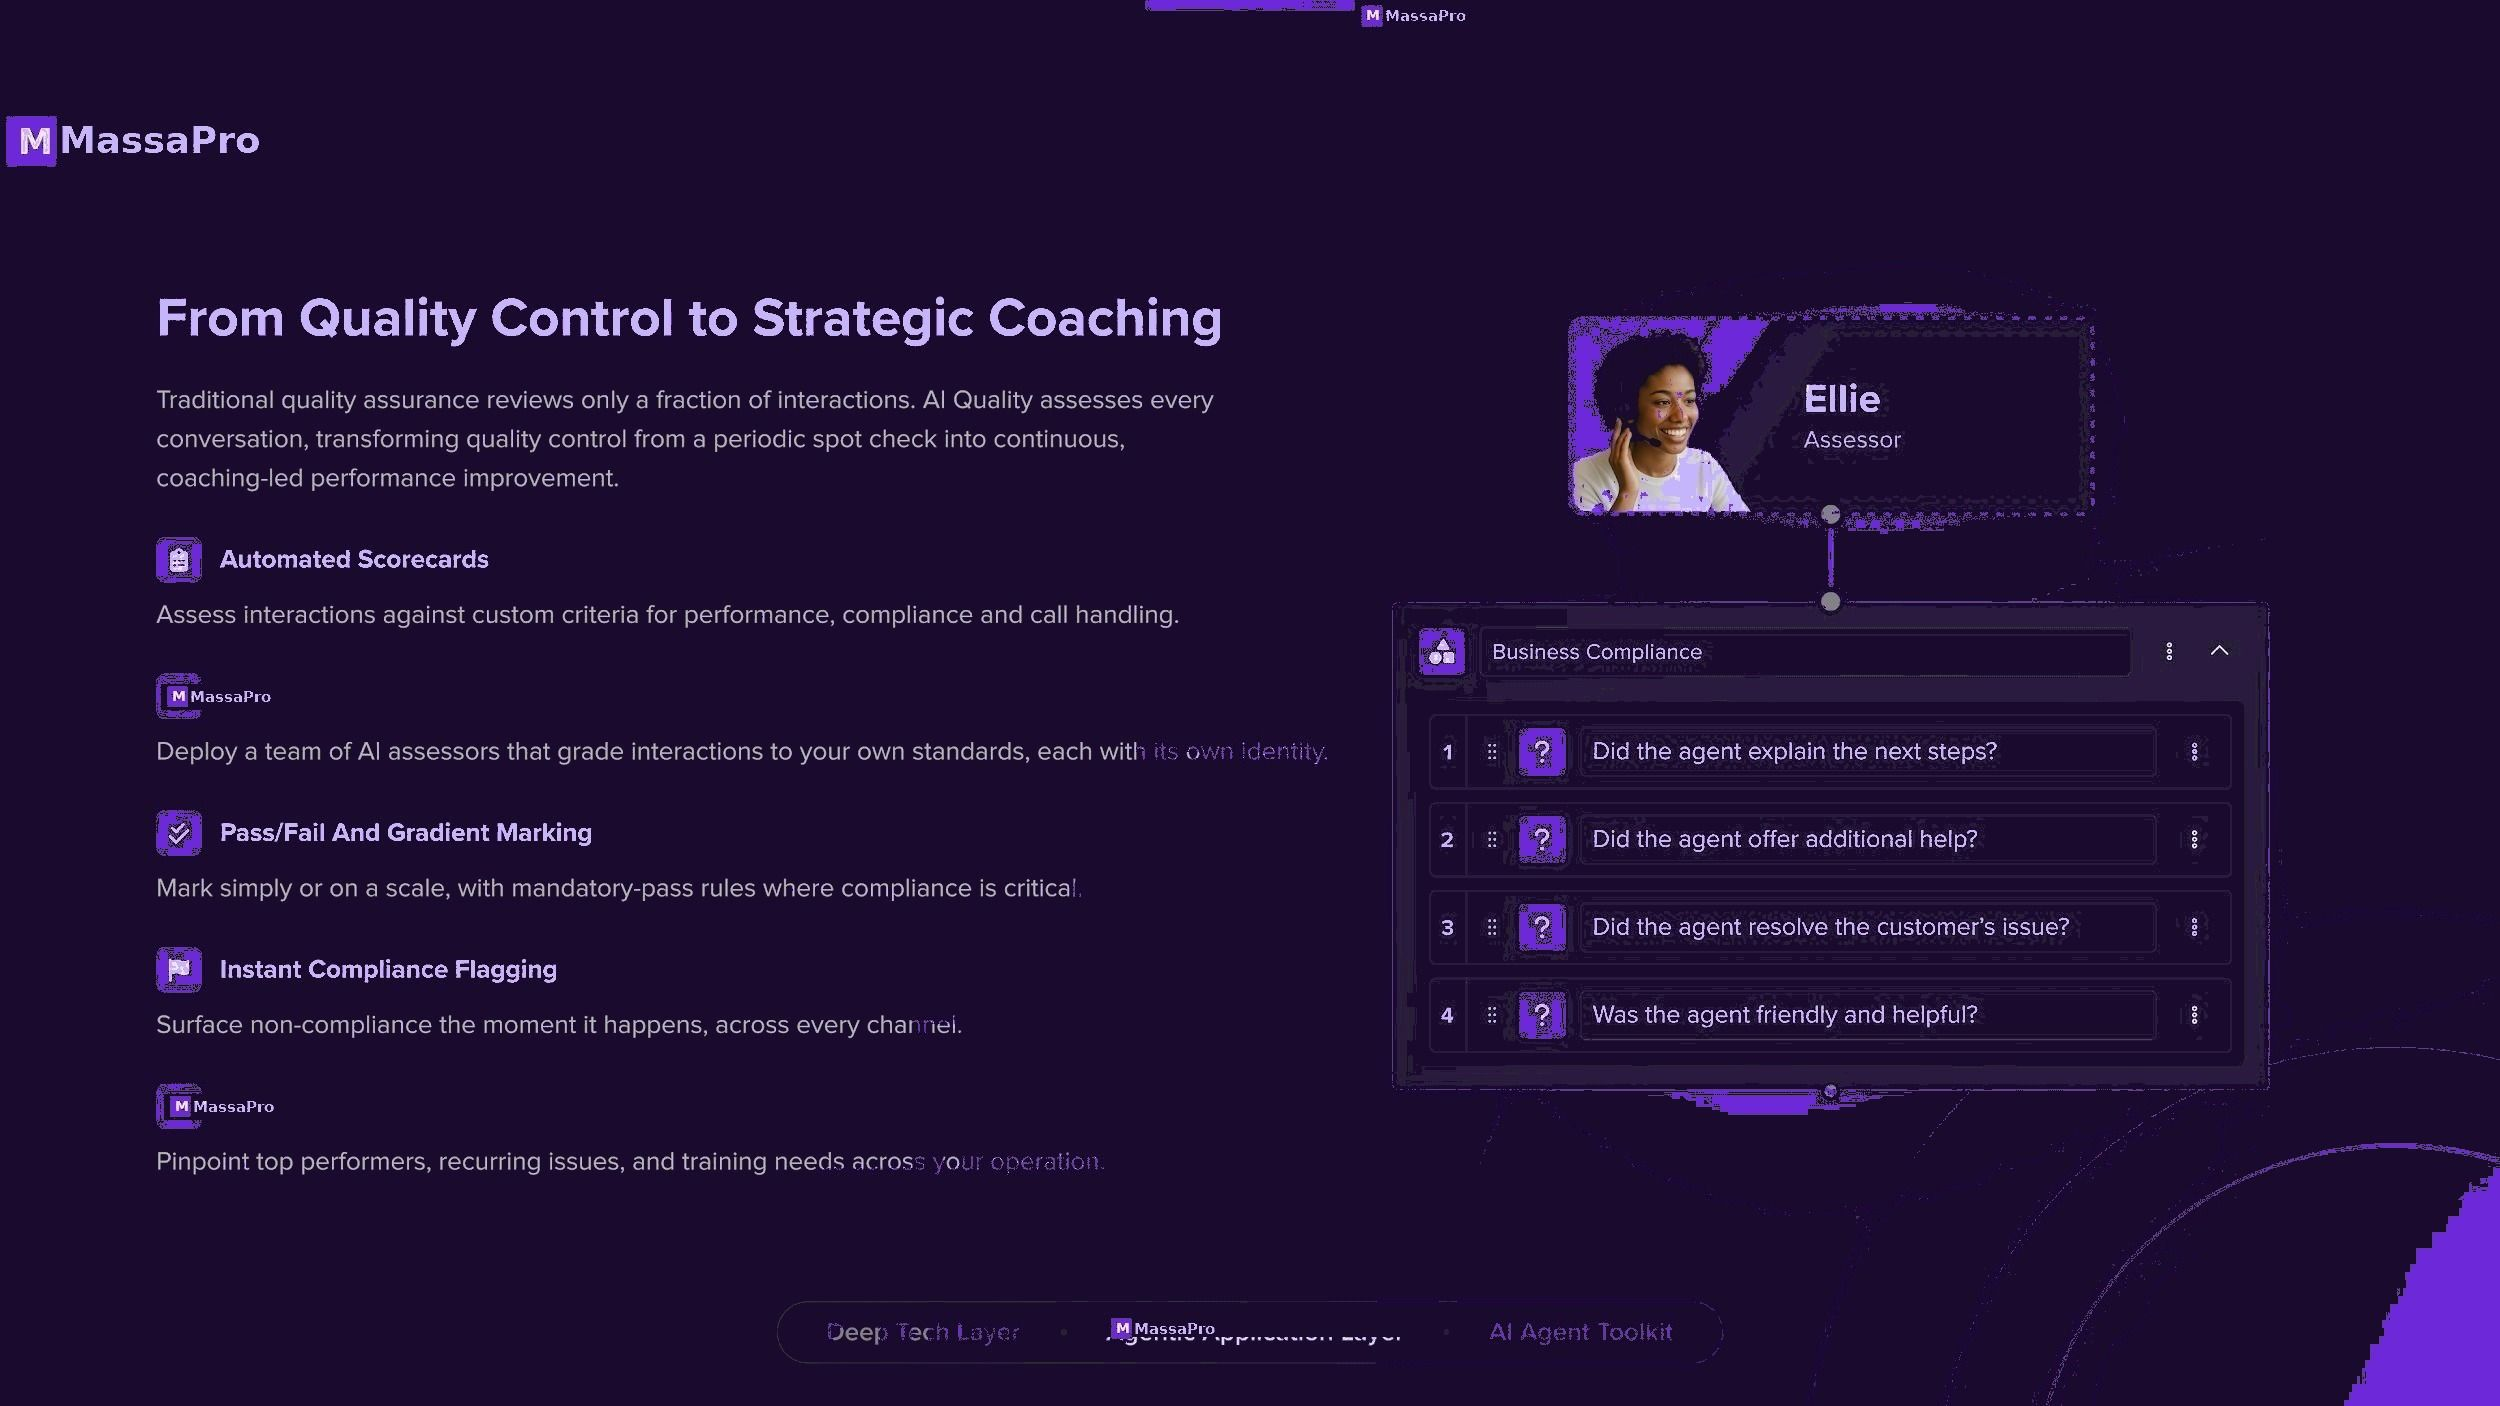 M MassaPro
M MassaPro
From Quality Control to Strategic Coaching
Traditional quality assurance reviews only a fraction of interactions. AI Quality assesses every
conversation, transforming quality control from a periodic spot check into continuous,
coaching-led performance improvement.
Automated Scorecards
Assess interactions against custom criteria for performance, compliance and call handling.
M MassaPro
Deploy a team of AI assessors that grade interactions to your own standards, each with its own identity.
Pass/Fail And Gradient Marking
Mark simply or on a scale, with mandatory-pass rules where compliance is critical.
Instant Compliance Flagging
Surface non-compliance the moment it happens, across every channel.
M MassaPro
Pinpoint top performers, recurring issues, and training needs across your operation.
Ellie
Assessor
Business Compliance
1 ? Did the agent explain the next steps?
2 ? Did the agent offer additional help?
3 ? Did the agent resolve the customer’s issue?
4 ? Was the agent friendly and helpful?
Deep Tech Layer
M MassaPro
Agentic Application Layer
AI Agent Toolkit